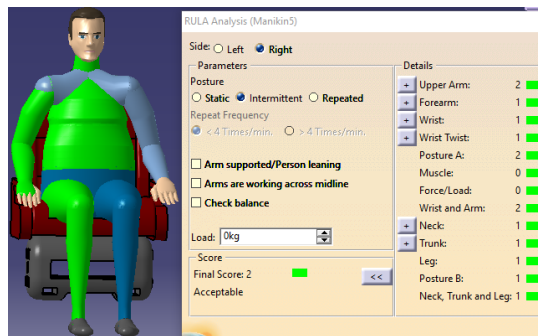 RULA Analysis (Manikin5)
Side: Left Right
Parameters
Posture
Static Intermittent Repeated
Repeat Frequency
< 4 Times/min. > 4 Times/min.
Arm supported/Person leaning
Arms are working across midline
Check balance
Load: 0kg
Score
Final Score: 2
<<
Acceptable
Details
+ Upper Arm: 2
+ Forearm: 1
+ Wrist: 1
+ Wrist Twist: 1
Posture A: 2
Muscle: 0
Force/Load: 0
Wrist and Arm: 2
+ Neck: 1
+ Trunk: 1
Leg: 1
Posture B: 1
Neck, Trunk and Leg: 1